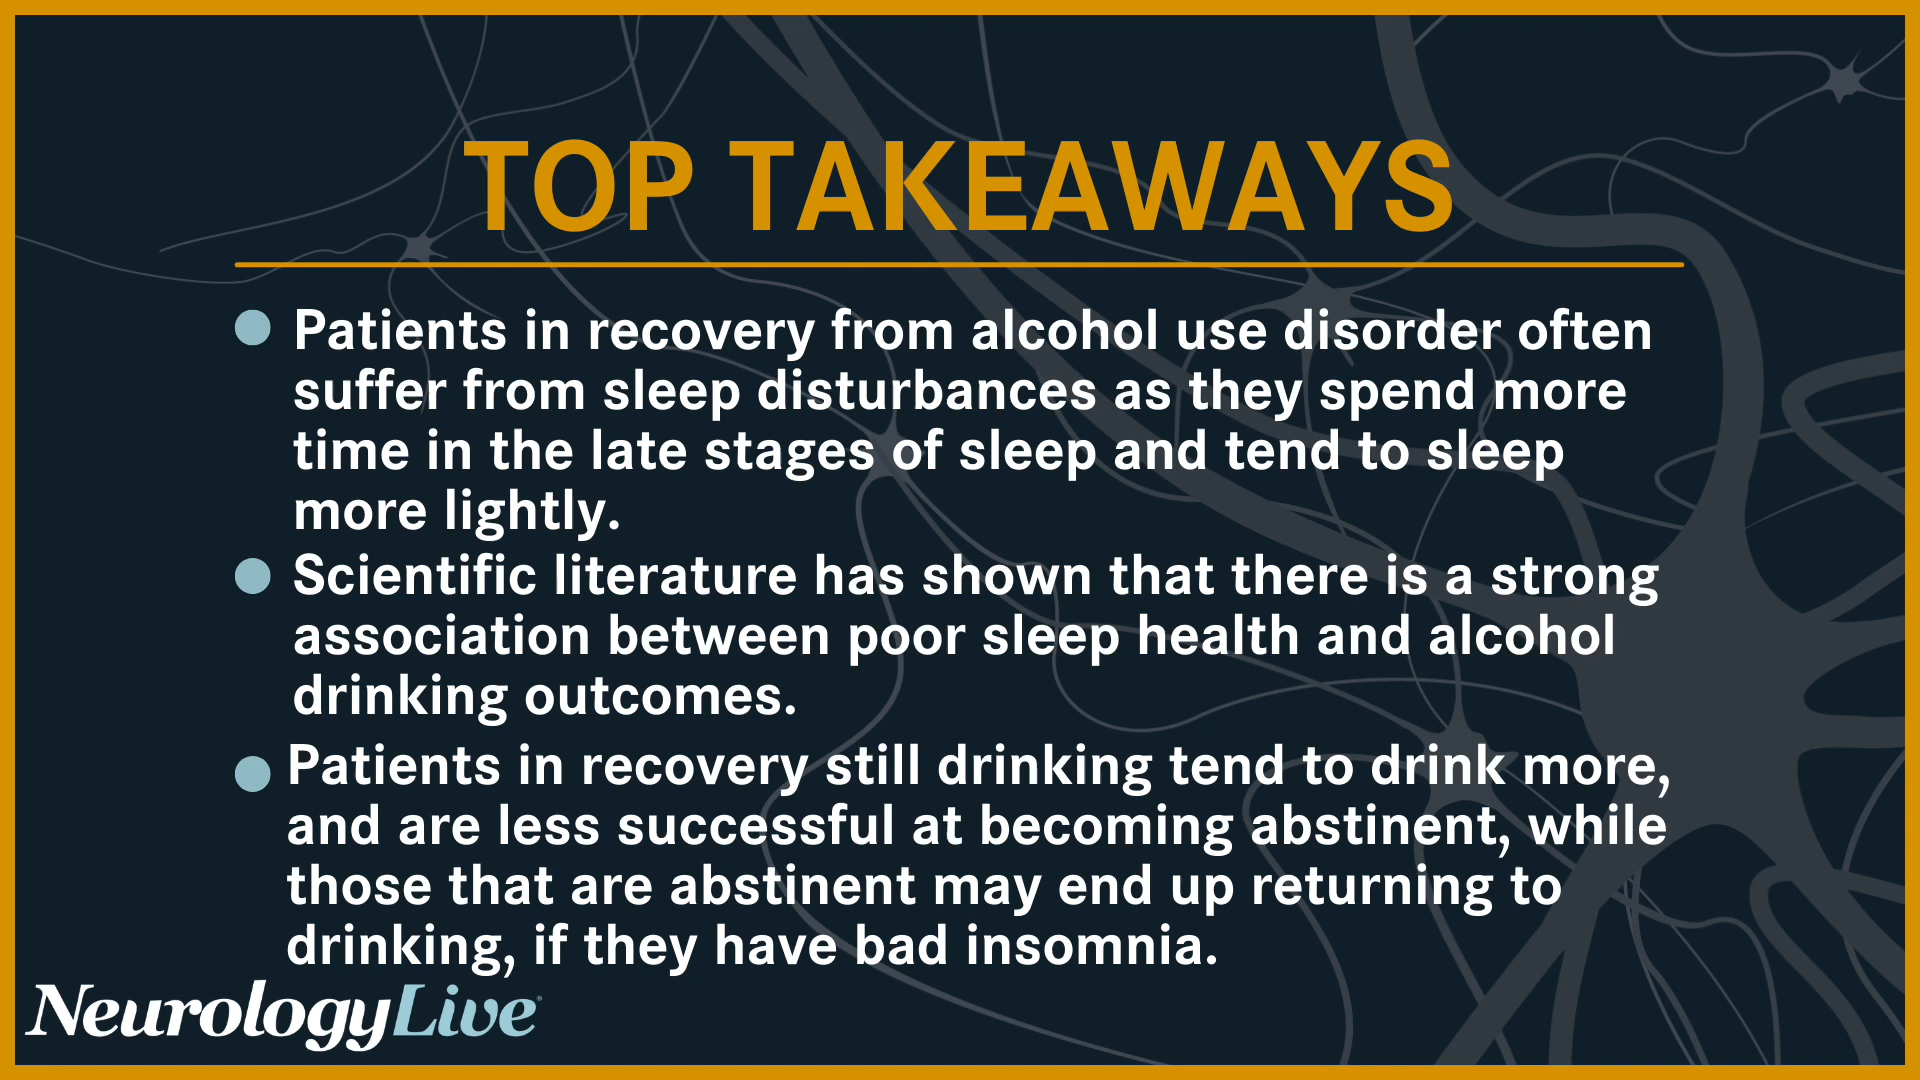 TOP TAKEAWAYS
Patients in recovery from alcohol use disorder often
suffer from sleep disturbances as they spend more
time in the late stages of sleep and tend to sleep
more lightly.
Scientific literature has shown that there is a strong
association between poor sleep health and alcohol
drinking outcomes.
Patients in recovery still drinking tend to drink more,
and are less successful at becoming abstinent, while
those that are abstinent may end up returning to
drinking, if they have bad insomnia.
NeurologyLive®